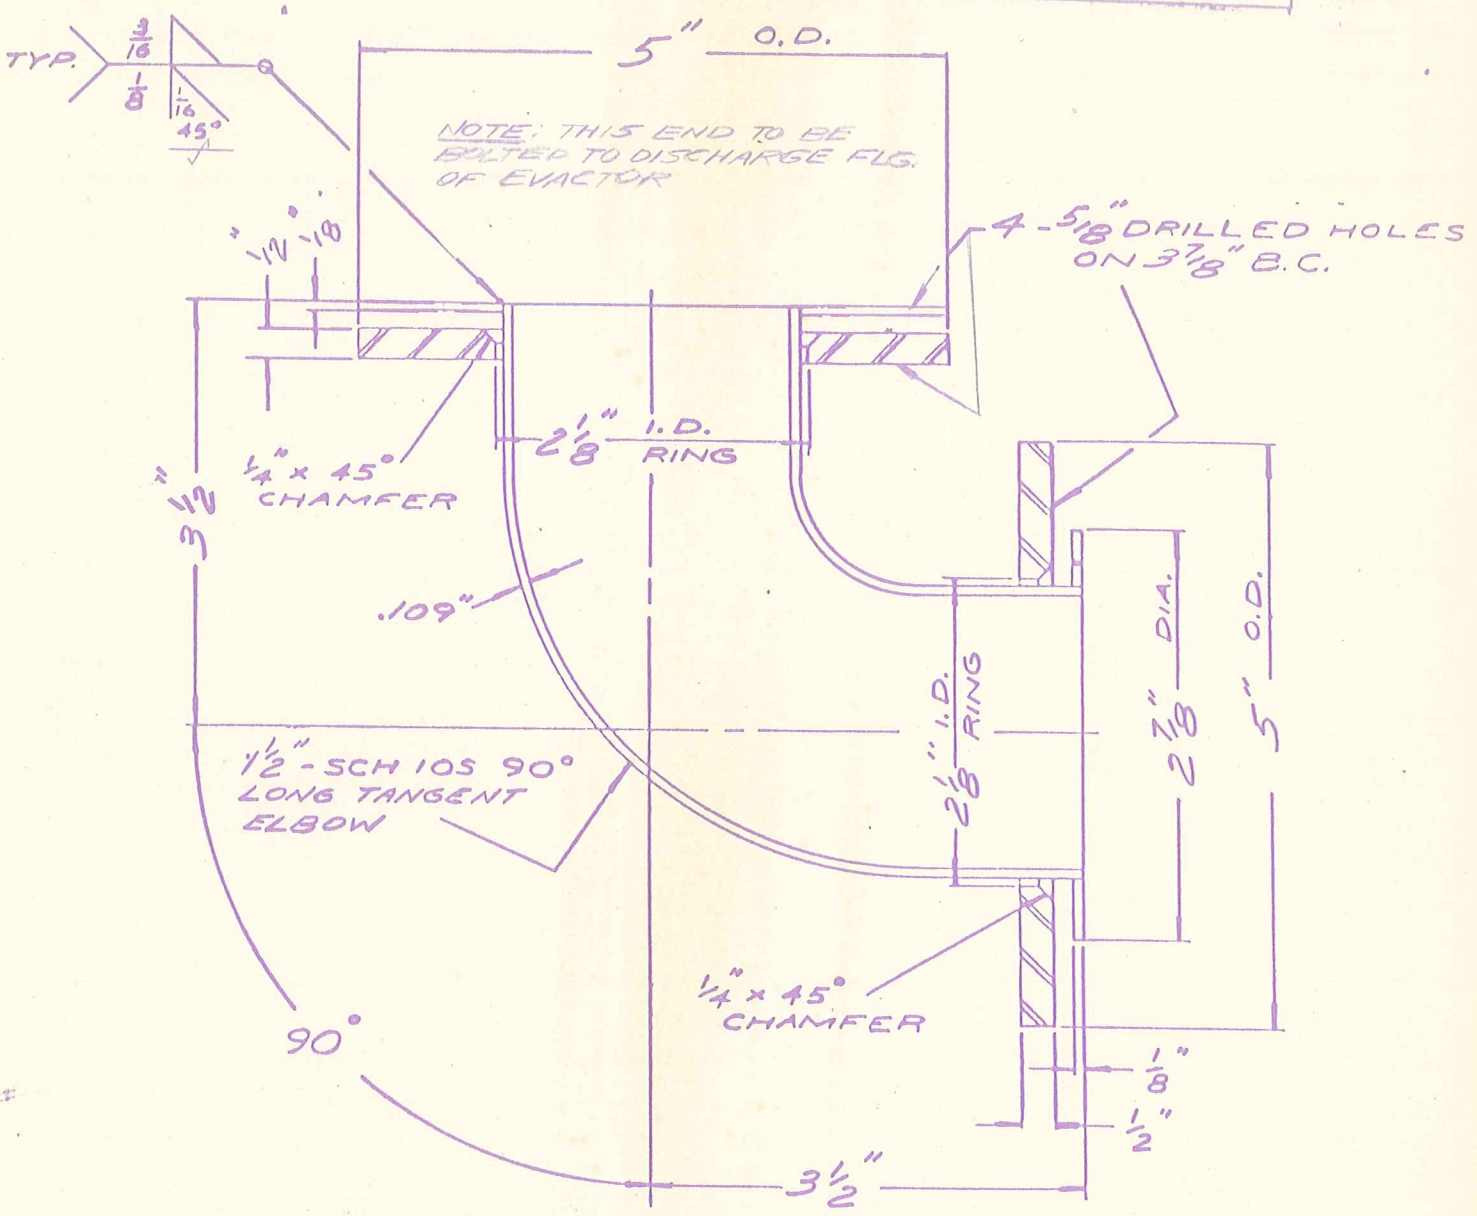 5" O.D.
TYP.
3/16
1/8
1/16
45°
NOTE: THIS END TO BE
BOLTED TO DISCHARGE FLG.
OF EVACTOR
1/2"
1/8"
4 - 5/8" DRILLED HOLES
ON 3 7/8" B.C.
2 1/8" I.D.
RING
1/4" x 45°
CHAMFER
3 1/2"
.109"
2 1/8" I.D.
RING
2 7/8" DIA.
5" O.D.
1 1/2" - SCH 10S 90°
LONG TANGENT
ELBOW
1/4" x 45°
CHAMFER
90°
1/8"
1/2"
3 1/2"